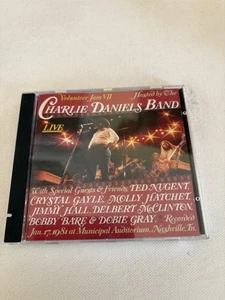 Volunteer Jam VII Hosted by The
CHARLIE DANIELS BAND
LIVE
With Special Guests & Friends, TED NUGENT,
CRYSTAL GAYLE, MOLLY HATCHET,
JIMMY HALL, DELBERT McCLINTON,
BOBBY BARE & DOBIE GRAY. Recorded
Jan. 17, 1981 at Municipal Auditorium, Nashville, Tn.